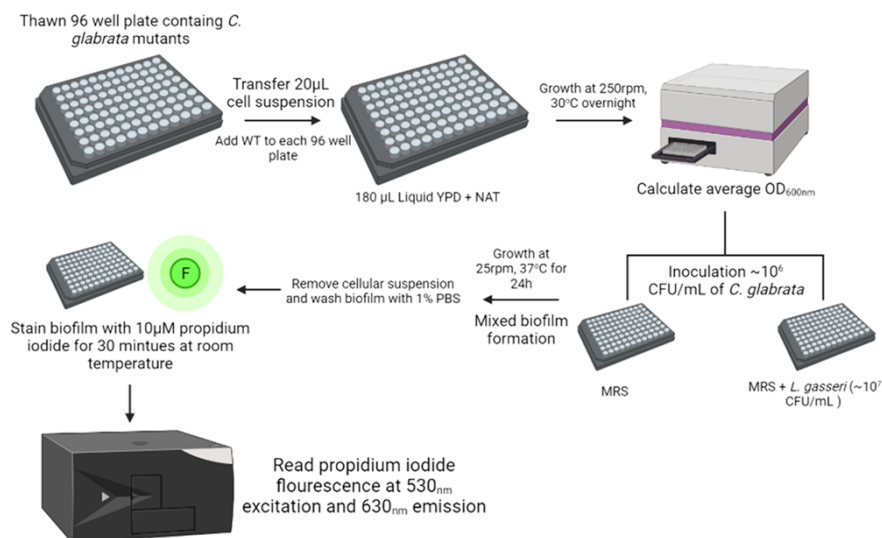 Thawn 96 well plate containg C.
glabrata mutants
Transfer 20µL
cell suspension
Add WT to each 96 well
plate
180 µL Liquid YPD + NAT
Growth at 250rpm,
30°C overnight
Calculate average OD600nm
Inoculation ~10⁶
CFU/mL of C. glabrata
MRS
MRS + L. gasseri (~10⁷
CFU/mL )
Growth at
25rpm, 37°C for
24h
Mixed biofilm
formation
Remove cellular suspension
and wash biofilm with 1% PBS
F
Stain biofilm with 10µM propidium
iodide for 30 mintues at room
temperature
Read propidium iodide
flourescence at 530nm
excitation and 630nm emission